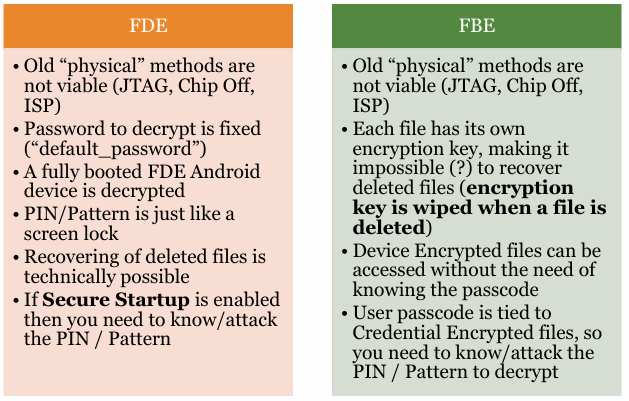 FDE
• Old “physical” methods are
not viable (JTAG, Chip Off,
ISP)
• Password to decrypt is fixed
(“default_password”)
• A fully booted FDE Android
device is decrypted
• PIN/Pattern is just like a
screen lock
• Recovering of deleted files is
technically possible
• If Secure Startup is enabled
then you need to know/attack
the PIN / Pattern
FBE
• Old “physical” methods are
not viable (JTAG, Chip Off,
ISP)
• Each file has its own
encryption key, making it
impossible (?) to recover
deleted files (encryption
key is wiped when a file is
deleted)
• Device Encrypted files can be
accessed without the need of
knowing the passcode
• User passcode is tied to
Credential Encrypted files, so
you need to know/attack the
PIN / Pattern to decrypt